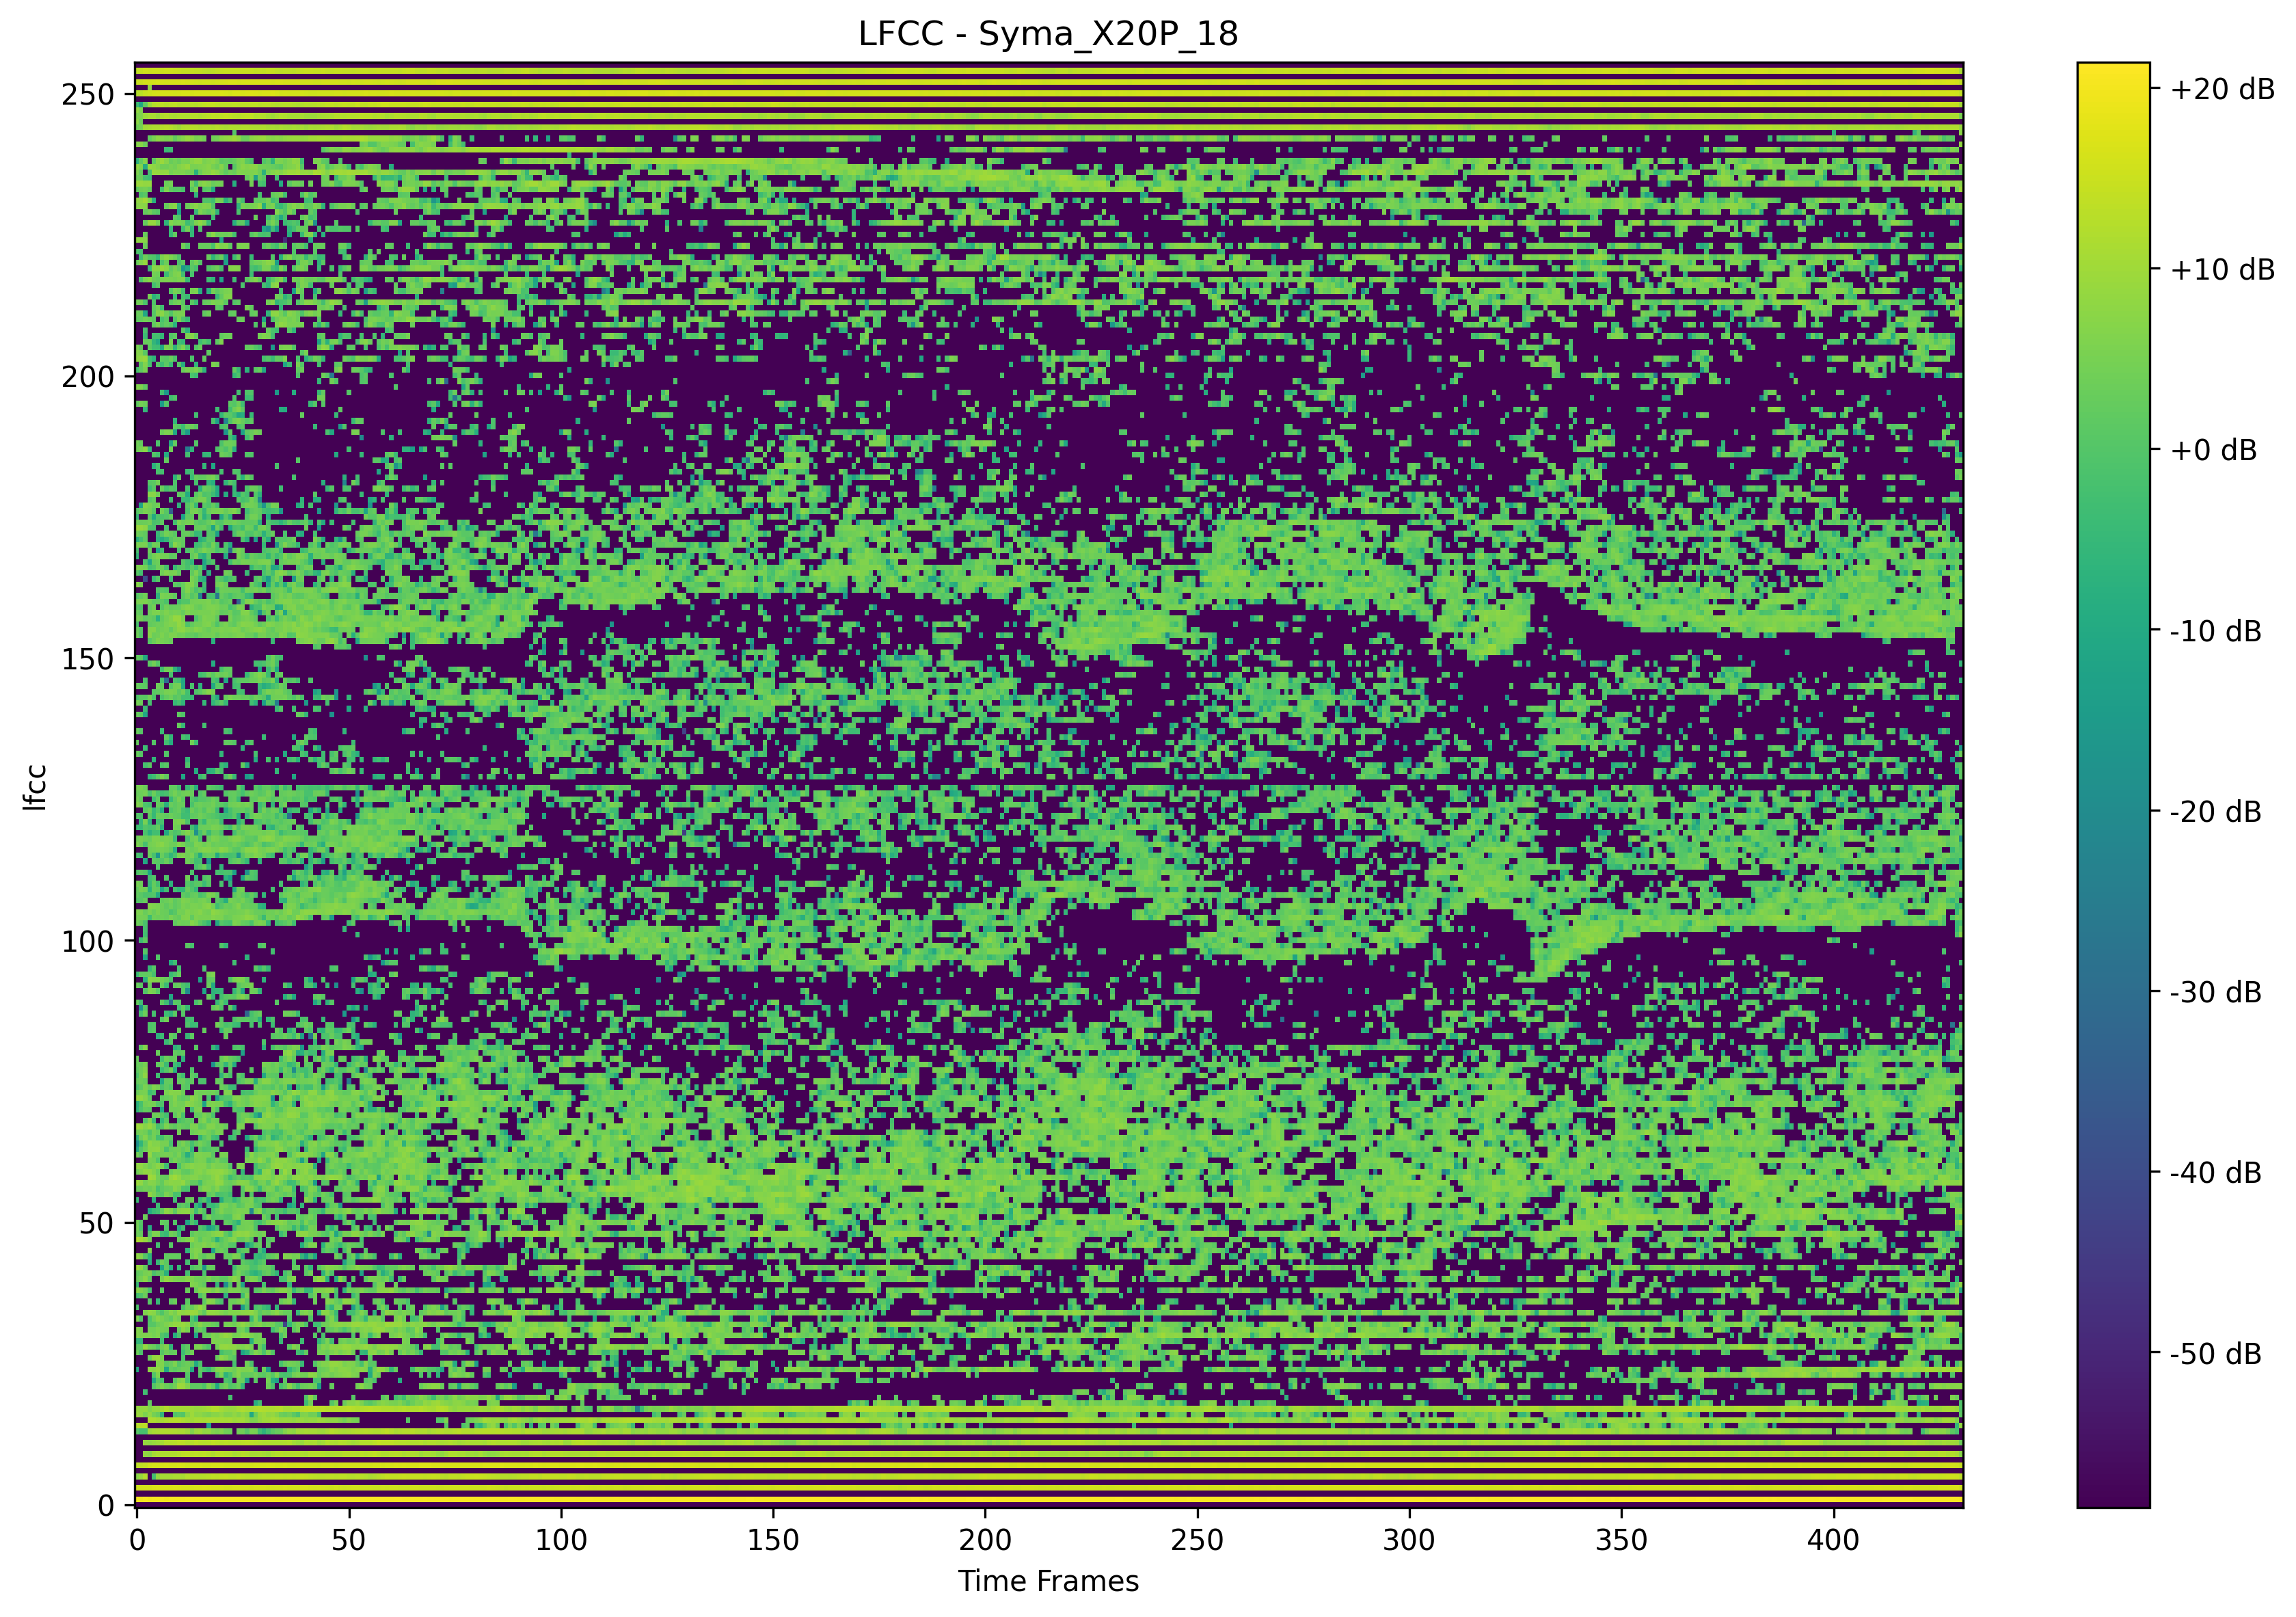 LFCC - Syma_X20P_18
250
200
150
100
50
0
lfcc
0 50 100 150 200 250 300 350 400
Time Frames
+20 dB
+10 dB
+0 dB
-10 dB
-20 dB
-30 dB
-40 dB
-50 dB